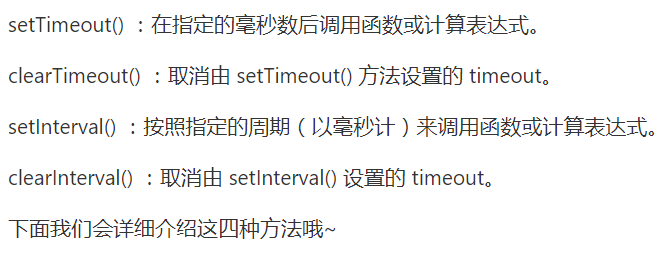 setTimeout() ：在指定的毫秒数后调用函数或计算表达式。
clearTimeout() ：取消由 setTimeout() 方法设置的 timeout。
setInterval() ：按照指定的周期（以毫秒计）来调用函数或计算表达式。
clearInterval() ：取消由 setInterval() 设置的 timeout。
下面我们会详细介绍这四种方法哦~